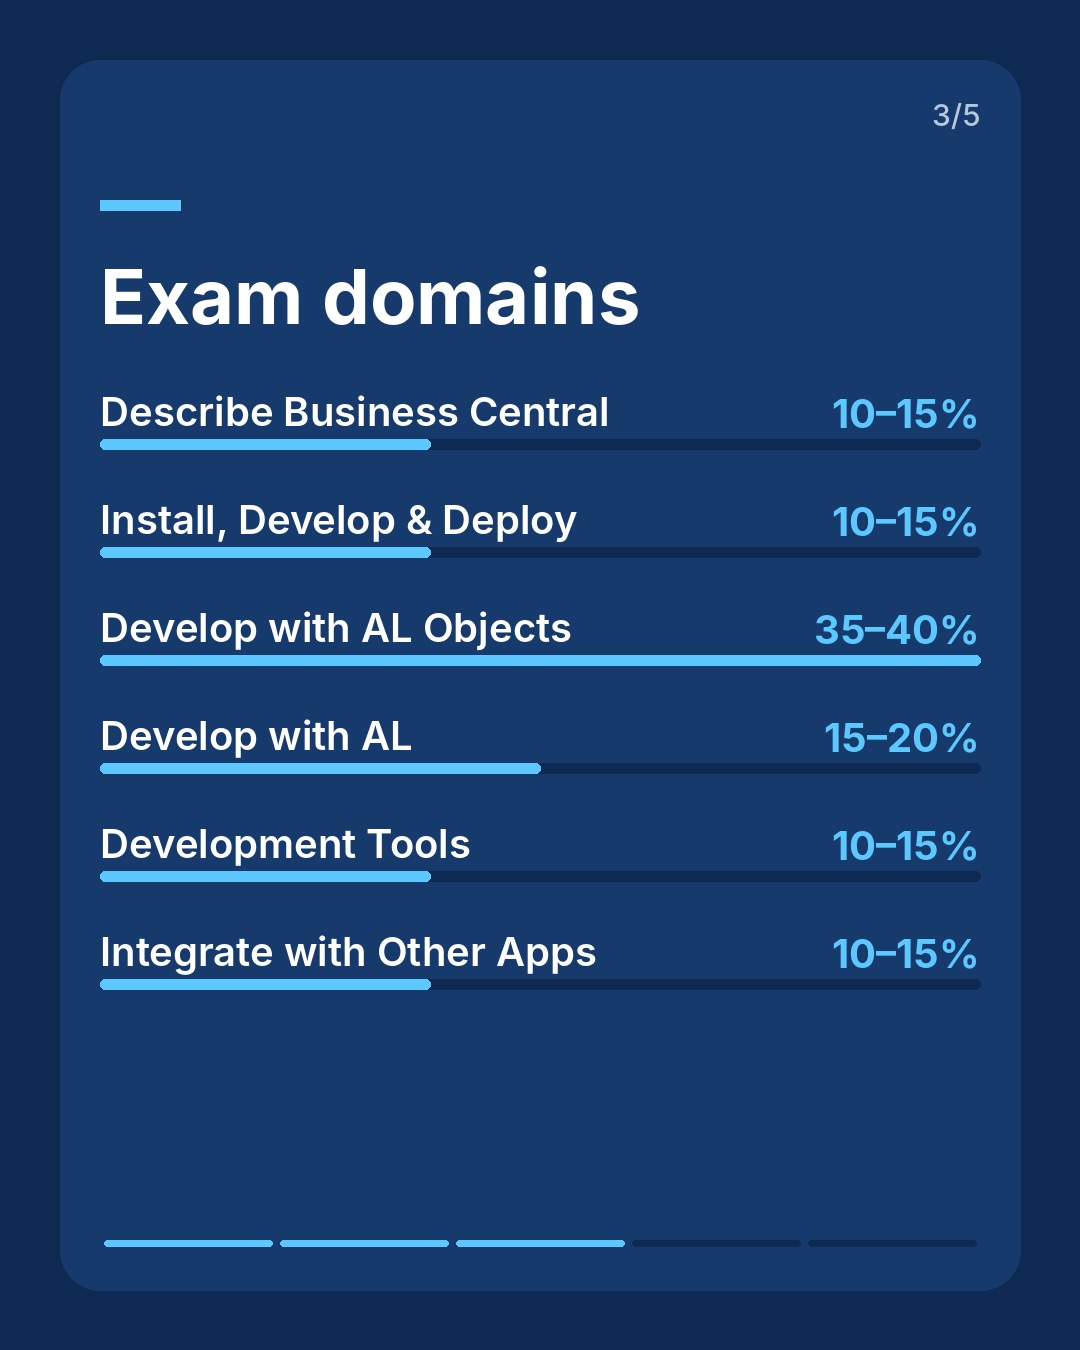 3/5
Exam domains
Describe Business Central 10–15%
Install, Develop & Deploy 10–15%
Develop with AL Objects 35–40%
Develop with AL 15–20%
Development Tools 10–15%
Integrate with Other Apps 10–15%